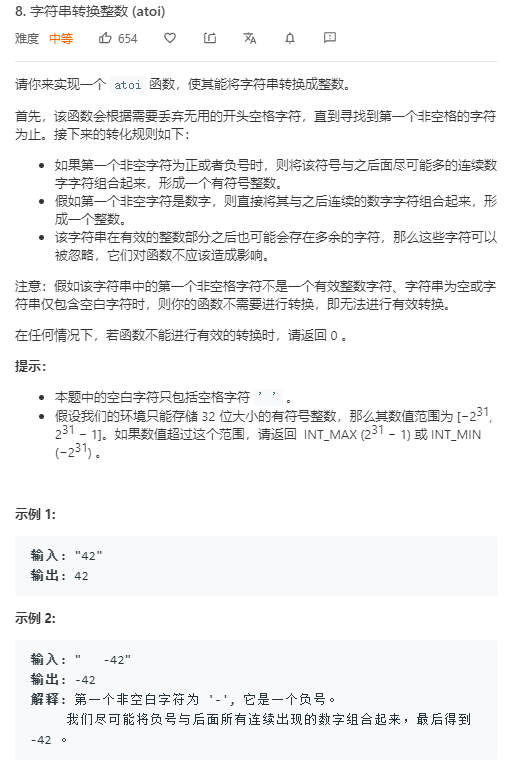 8. 字符串转换整数 (atoi)
难度 中等 654
请你来实现一个 atoi 函数，使其能将字符串转换成整数。
首先，该函数会根据需要丢弃无用的开头空格字符，直到寻找到第一个非空格的字符
为止。接下来的转化规则如下：
• 如果第一个非空字符为正或者负号时，则将该符号与之后面尽可能多的连续数
字字符组合起来，形成一个有符号整数。
• 假如第一个非空字符是数字，则直接将其与之后连续的数字字符组合起来，形
成一个整数。
• 该字符串在有效的整数部分之后也可能会存在多余的字符，那么这些字符可以
被忽略，它们对函数不应该造成影响。
注意：假如该字符串中的第一个非空格字符不是一个有效整数字符、字符串为空或字
符串仅包含空白字符时，则你的函数不需要进行转换，即无法进行有效转换。
在任何情况下，若函数不能进行有效的转换时，请返回 0 。
提示：
• 本题中的空白字符只包括空格字符 ' ' 。
• 假设我们的环境只能存储 32 位大小的有符号整数，那么其数值范围为 [−2³¹,
2³¹ − 1]。如果数值超过这个范围，请返回 INT_MAX (2³¹ − 1) 或 INT_MIN
(−2³¹) 。
示例 1:
输入: "42"
输出: 42
示例 2:
输入: "   -42"
输出: -42
解释: 第一个非空白字符为 '-', 它是一个负号。
我们尽可能将负号与后面所有连续出现的数字组合起来，最后得到
-42 。